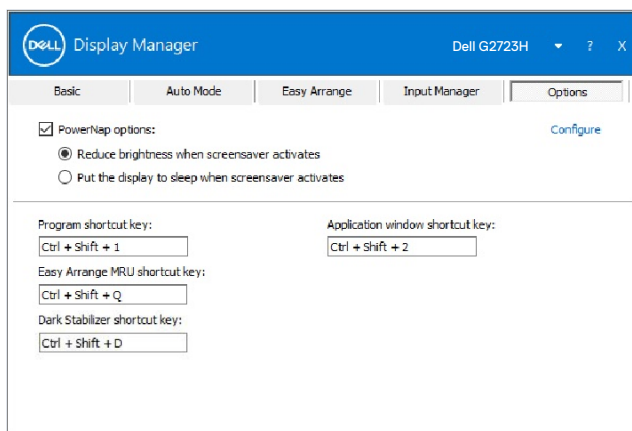 DELL Display Manager
Dell G2723H ? X
Basic Auto Mode Easy Arrange Input Manager Options
PowerNap options: Configure
Reduce brightness when screensaver activates
Put the display to sleep when screensaver activates
Program shortcut key: Application window shortcut key:
Ctrl + Shift + 1 Ctrl + Shift + 2
Easy Arrange MRU shortcut key:
Ctrl + Shift + Q
Dark Stabilizer shortcut key:
Ctrl + Shift + D